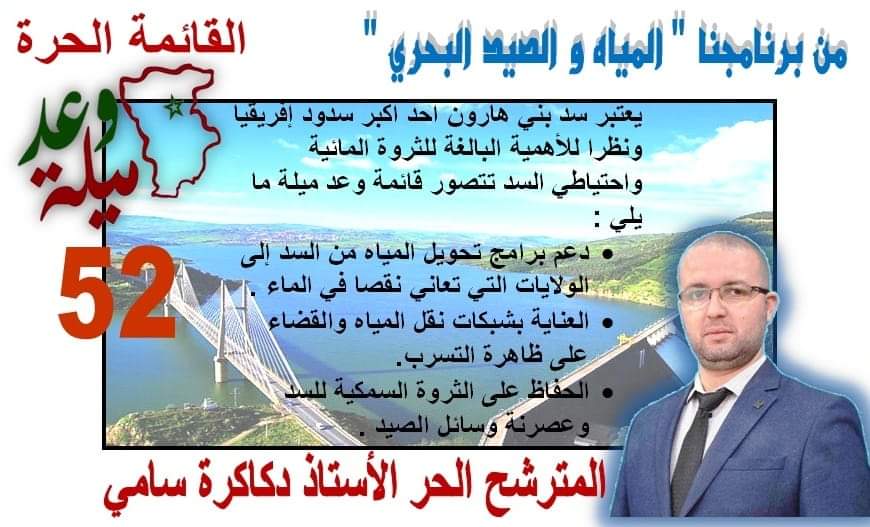 القائمة الحرة
من برنامجنا " المياه و الصيد البحري "
وعد
ميلة
52
يعتبر سد بني هارون احد اكبر سدود إفريقيا
ونظرا للأهمية البالغة للثروة المائية
واحتياطي السد تتصور قائمة وعد ميلة ما
يلي :
• دعم برامج تحويل المياه من السد إلى
الولايات التي تعاني نقصا في الماء .
• العناية بشبكات نقل المياه والقضاء
على ظاهرة التسرب.
• الحفاظ على الثروة السمكية للسد
وعصرنة وسائل الصيد .
المترشح الحر الأستاذ دكاكرة سامي